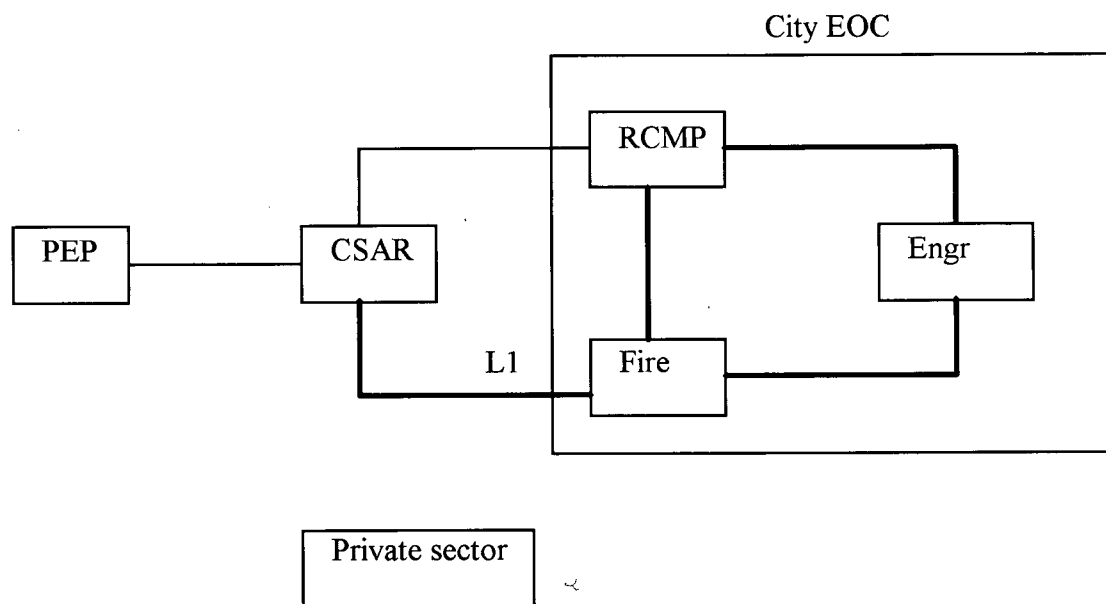 City EOC
RCMP
PEP
CSAR
Engr
L1
Fire
Private sector